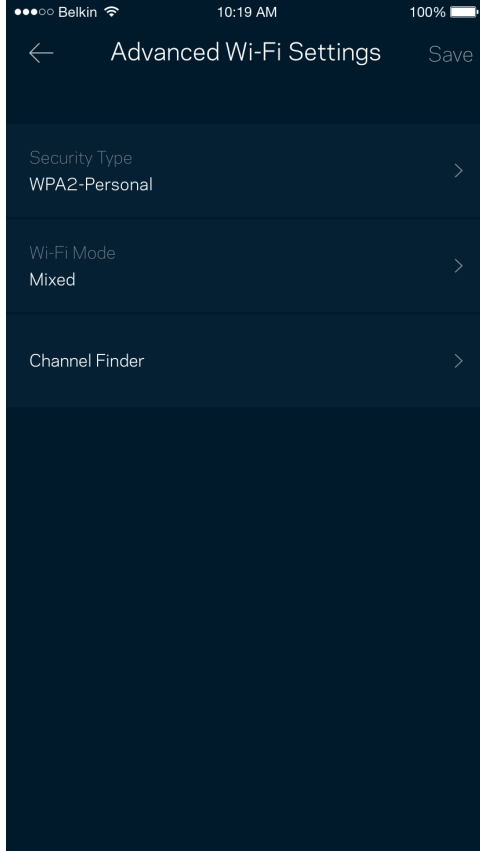 Belkin 10:19 AM 100%
Advanced Wi-Fi Settings Save
Security Type
WPA2-Personal
Wi-Fi Mode
Mixed
Channel Finder